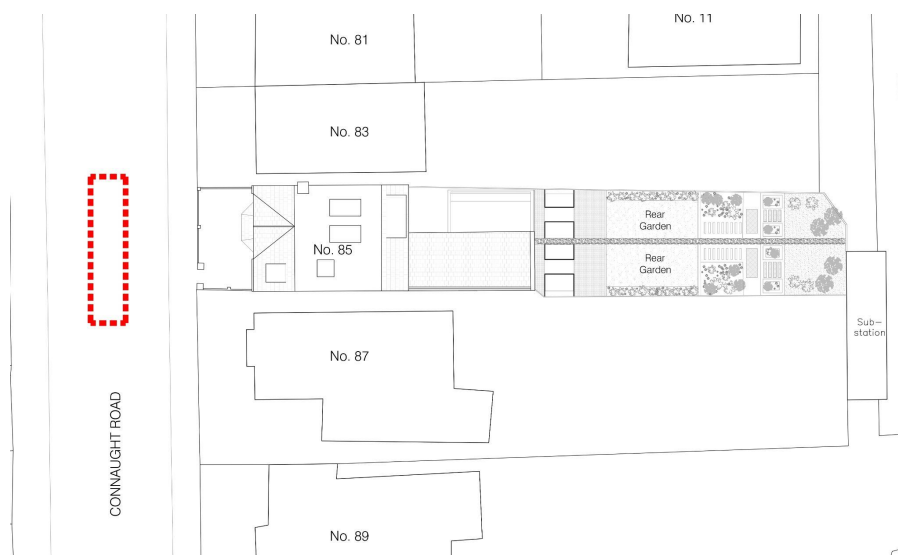 No. 81
No. 11
No. 83
No. 85
Rear
Garden
Rear
Garden
Sub-
station
No. 87
CONNAUGHT ROAD
No. 89